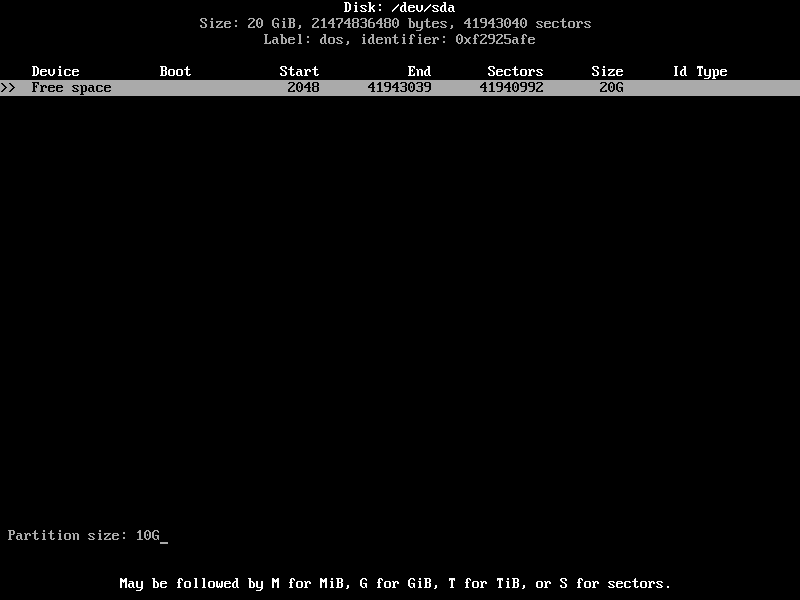 Disk: /dev/sda
Size: 20 GiB, 21474836480 bytes, 41943040 sectors
Label: dos, identifier: 0xf2925afe
Device Boot Start End Sectors Size Id Type
>> Free space 2048 41943039 41940992 20G
Partition size: 10G_
May be followed by M for MiB, G for GiB, T for TiB, or S for sectors.